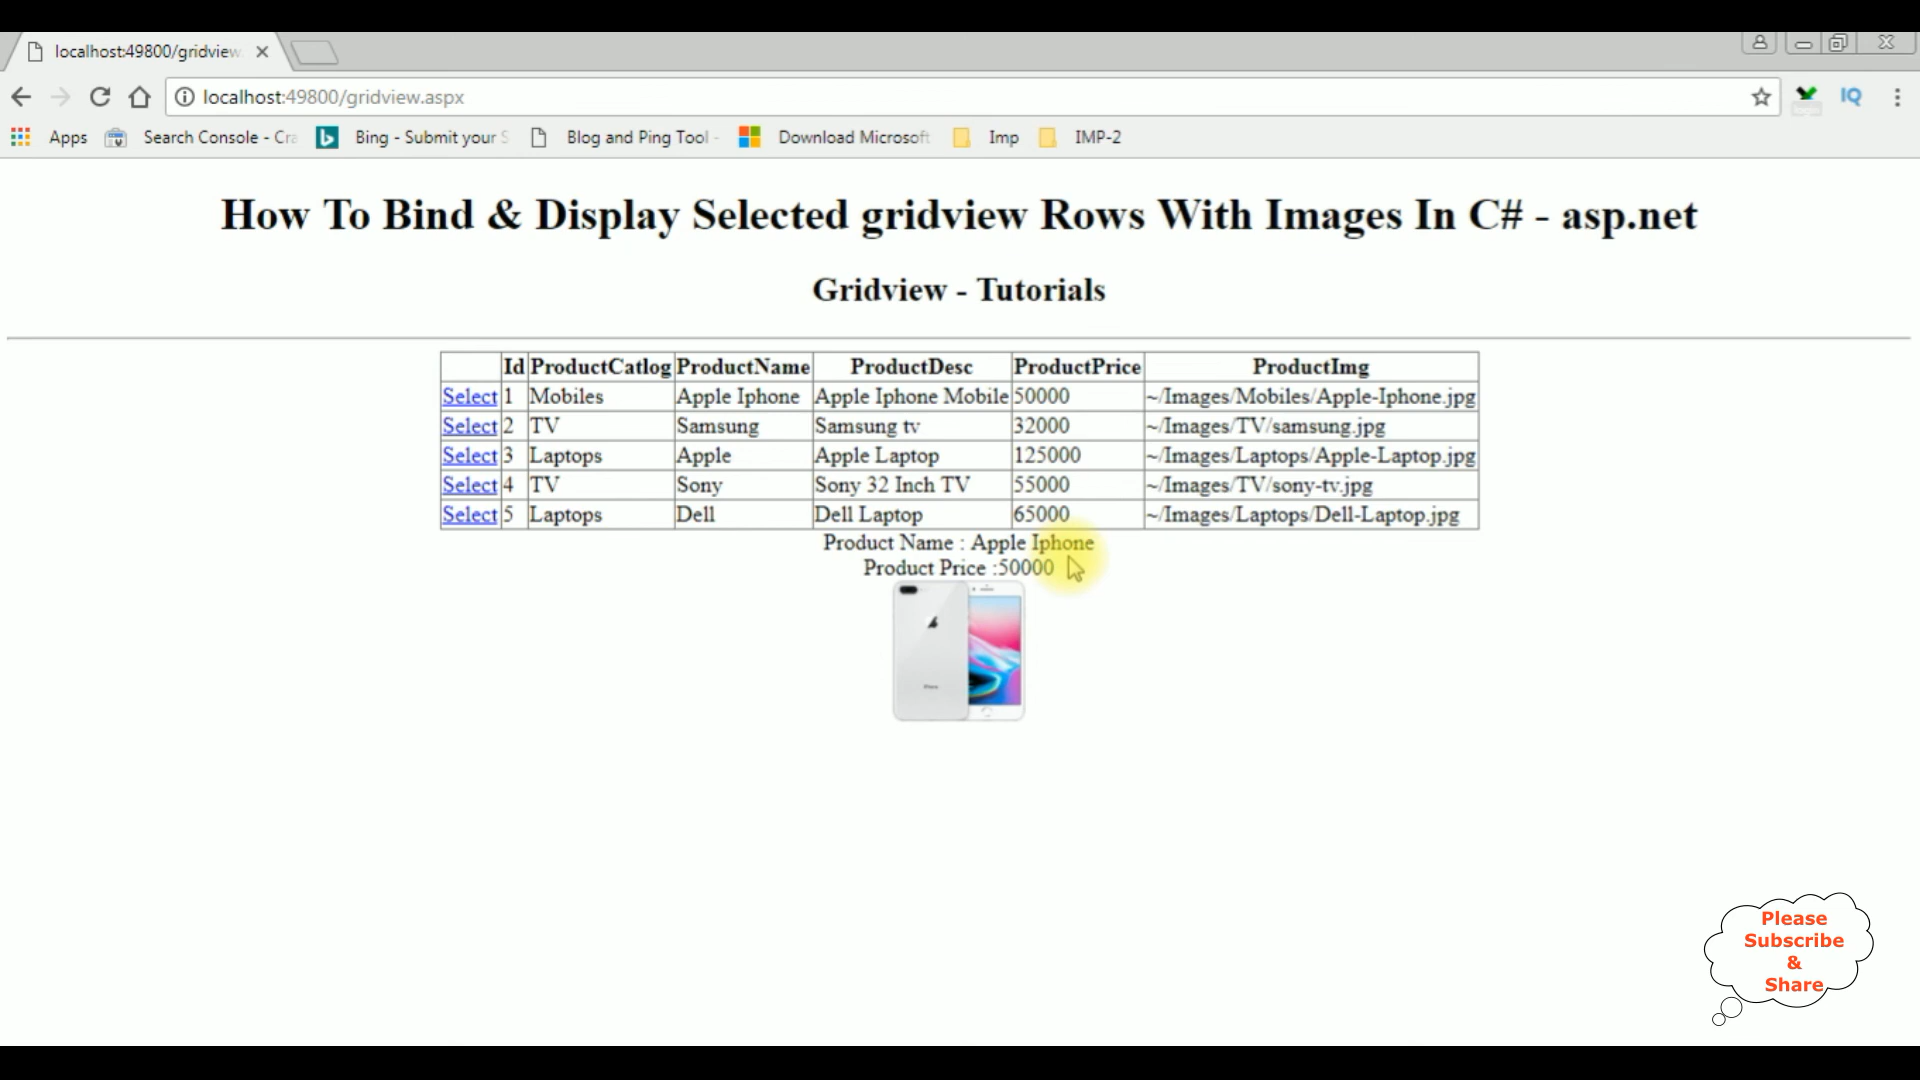 localhost:49800/gridview.
localhost:49800/gridview.aspx
IQ
Apps Search Console - Cra Bing - Submit your S Blog and Ping Tool - Download Microsoft Imp IMP-2
How To Bind & Display Selected gridview Rows With Images In C# - asp.net
Gridview - Tutorials
Id ProductCatlog ProductName ProductDesc ProductPrice ProductImg
Select 1 Mobiles Apple Iphone Apple Iphone Mobile 50000 ~/Images/Mobiles/Apple-Iphone.jpg
Select 2 TV Samsung Samsung tv 32000 ~/Images/TV/samsung.jpg
Select 3 Laptops Apple Apple Laptop 125000 ~/Images/Laptops/Apple-Laptop.jpg
Select 4 TV Sony Sony 32 Inch TV 55000 ~/Images/TV/sony-tv.jpg
Select 5 Laptops Dell Dell Laptop 65000 ~/Images/Laptops/Dell-Laptop.jpg
Product Name : Apple Iphone
Product Price :50000
Please
Subscribe
&
Share